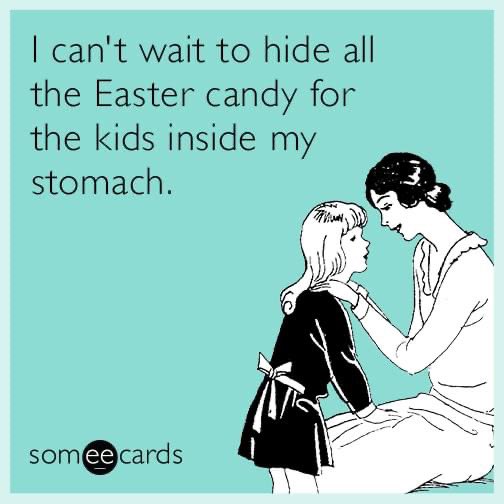 I can't wait to hide all
the Easter candy for
the kids inside my
stomach.
someecards